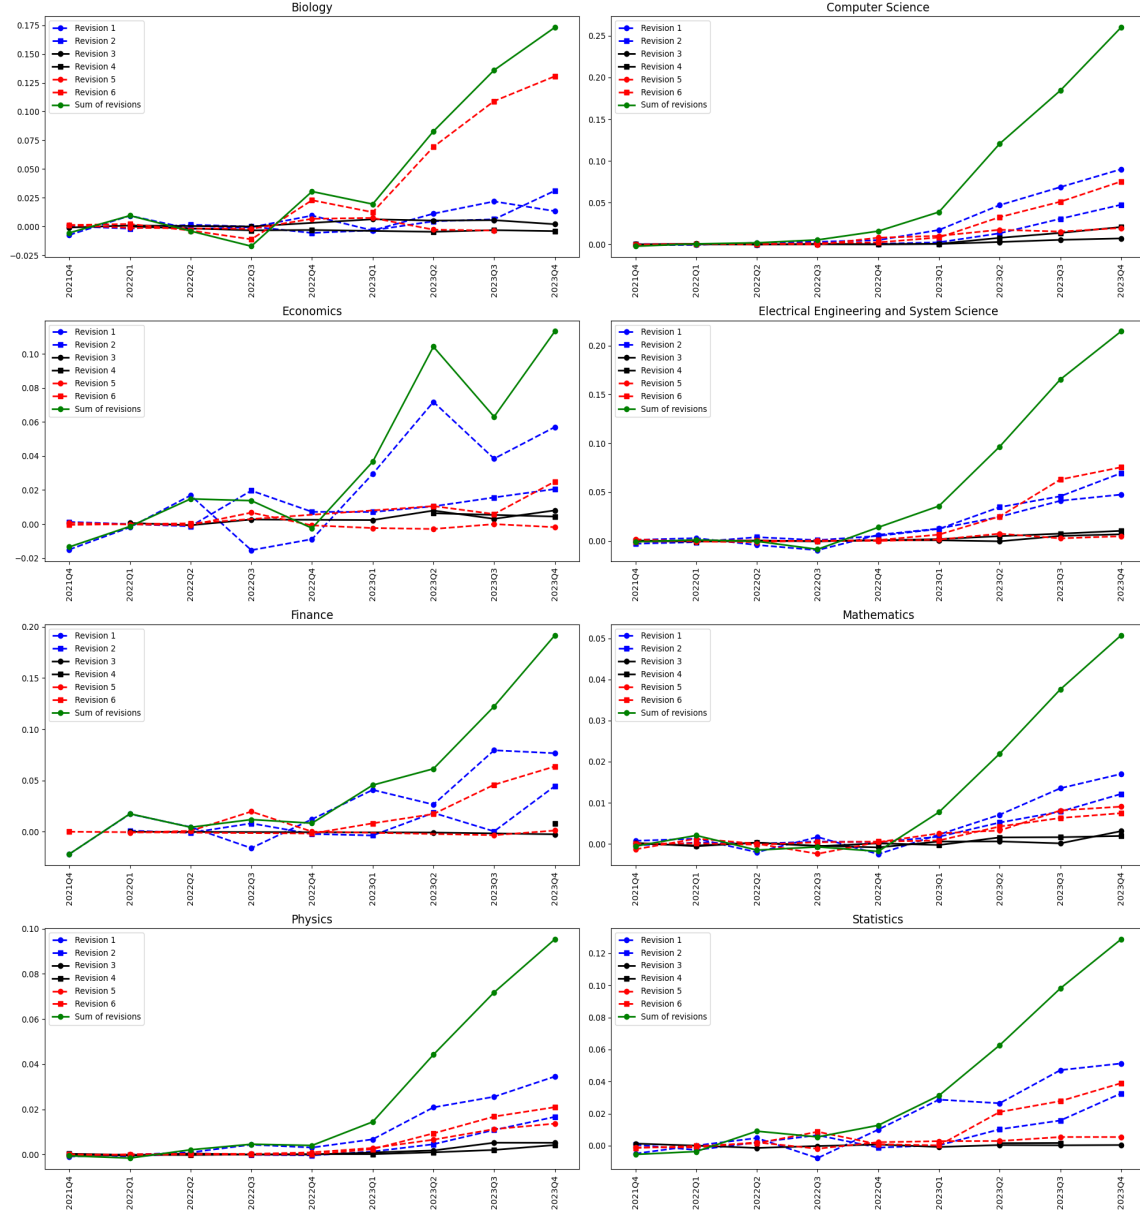 Biology
0.175
0.150
0.125
0.100
0.075
0.050
0.025
0.000
−0.025
Revision 1
Revision 2
Revision 3
Revision 4
Revision 5
Revision 6
Sum of revisions
2021Q4
2022Q1
2022Q2
2022Q3
2022Q4
2023Q1
2023Q2
2023Q3
2023Q4
Computer Science
0.25
0.20
0.15
0.10
0.05
0.00
Revision 1
Revision 2
Revision 3
Revision 4
Revision 5
Revision 6
Sum of revisions
2021Q4
2022Q1
2022Q2
2022Q3
2022Q4
2023Q1
2023Q2
2023Q3
2023Q4
Economics
0.10
0.08
0.06
0.04
0.02
0.00
−0.02
Revision 1
Revision 2
Revision 3
Revision 4
Revision 5
Revision 6
Sum of revisions
2021Q4
2022Q1
2022Q2
2022Q3
2022Q4
2023Q1
2023Q2
2023Q3
2023Q4
Electrical Engineering and System Science
0.20
0.15
0.10
0.05
0.00
Revision 1
Revision 2
Revision 3
Revision 4
Revision 5
Revision 6
Sum of revisions
2021Q4
2022Q1
2022Q2
2022Q3
2022Q4
2023Q1
2023Q2
2023Q3
2023Q4
Finance
0.20
0.15
0.10
0.05
0.00
Revision 1
Revision 2
Revision 3
Revision 4
Revision 5
Revision 6
Sum of revisions
2021Q4
2022Q1
2022Q2
2022Q3
2022Q4
2023Q1
2023Q2
2023Q3
2023Q4
Mathematics
0.05
0.04
0.03
0.02
0.01
0.00
Revision 1
Revision 2
Revision 3
Revision 4
Revision 5
Revision 6
Sum of revisions
2021Q4
2022Q1
2022Q2
2022Q3
2022Q4
2023Q1
2023Q2
2023Q3
2023Q4
Physics
0.10
0.08
0.06
0.04
0.02
0.00
Revision 1
Revision 2
Revision 3
Revision 4
Revision 5
Revision 6
Sum of revisions
2021Q4
2022Q1
2022Q2
2022Q3
2022Q4
2023Q1
2023Q2
2023Q3
2023Q4
Statistics
0.12
0.10
0.08
0.06
0.04
0.02
0.00
Revision 1
Revision 2
Revision 3
Revision 4
Revision 5
Revision 6
Sum of revisions
2021Q4
2022Q1
2022Q2
2022Q3
2022Q4
2023Q1
2023Q2
2023Q3
2023Q4